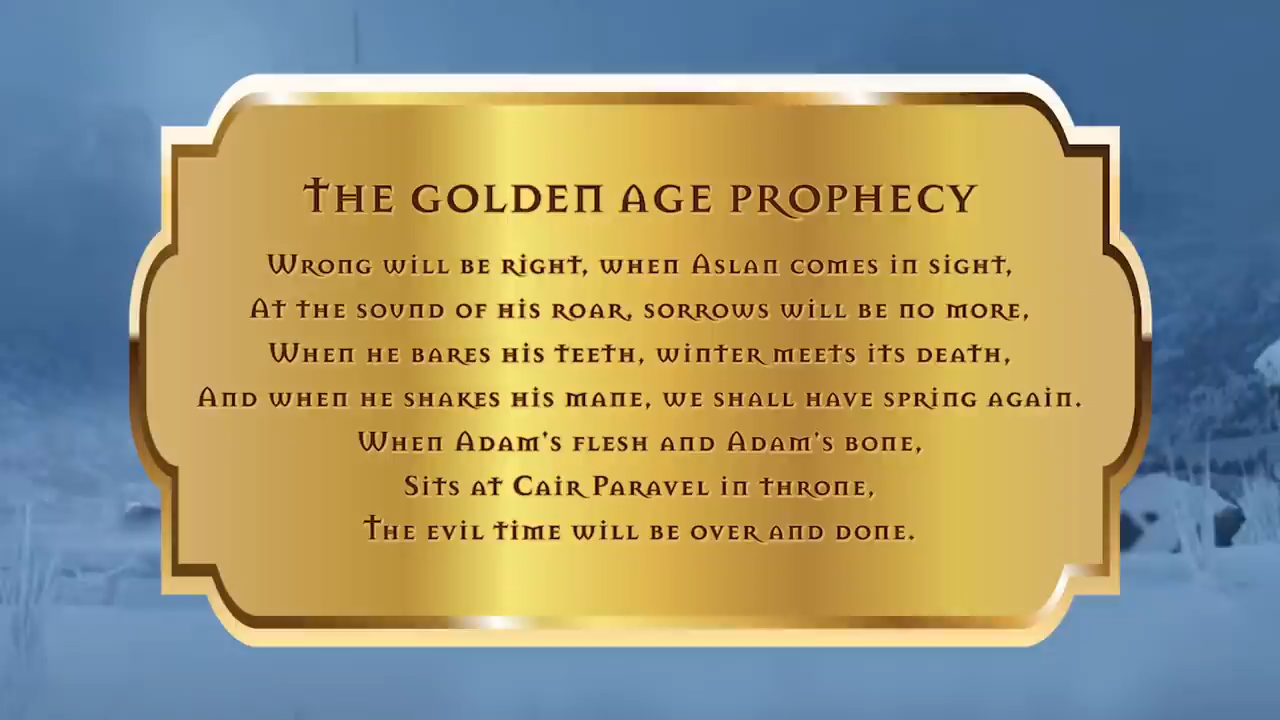 THE GOLDEN AGE PROPHECY
Wrong will be right, when Aslan comes in sight,
At the sound of his roar, sorrows will be no more,
When he bares his teeth, winter meets its death,
And when he shakes his mane, we shall have spring again.
When Adam's flesh and Adam's bone,
Sits at Cair Paravel in throne,
The evil time will be over and done.